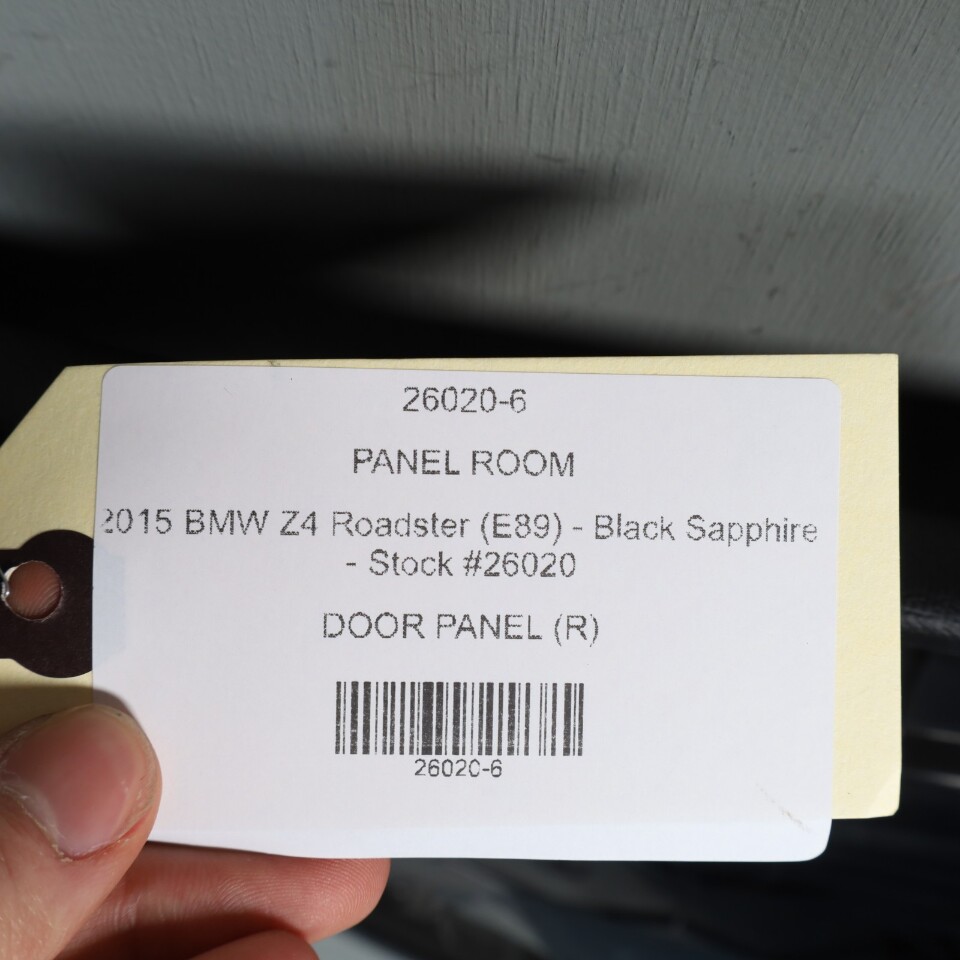 26020-6
PANEL ROOM
2015 BMW Z4 Roadster (E89) - Black Sapphire
- Stock #26020
DOOR PANEL (R)
26020-6